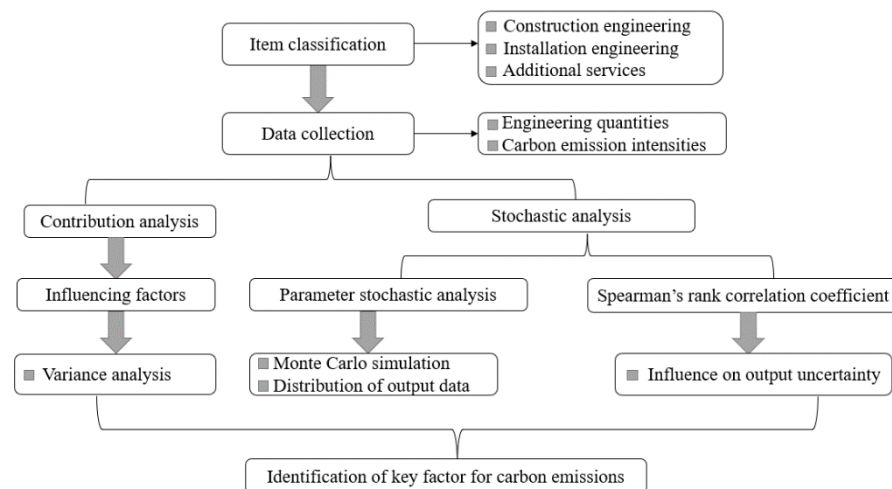 Item classification
Construction engineering
Installation engineering
Additional services
Data collection
Engineering quantities
Carbon emission intensities
Contribution analysis
Stochastic analysis
Influencing factors
Parameter stochastic analysis
Spearman's rank correlation coefficient
Variance analysis
Monte Carlo simulation
Distribution of output data
Influence on output uncertainty
Identification of key factor for carbon emissions